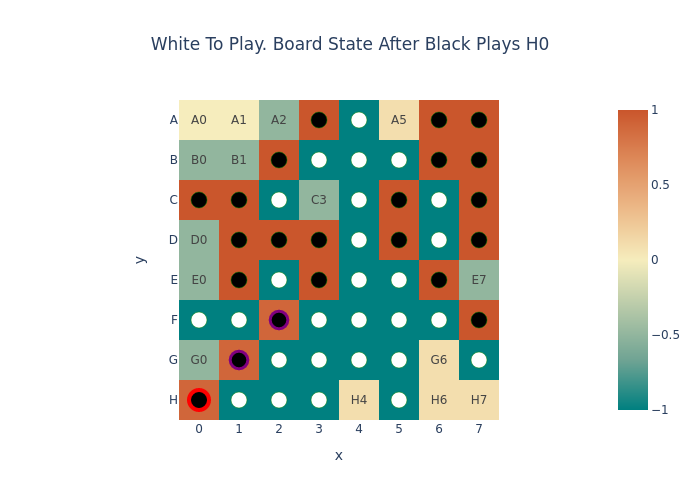 White To Play. Board State After Black Plays H0
A A0 A1 A2 A5
B B0 B1
C C3
D D0
E E0 E7
F
G G0 G6
H H4 H6 H7
0 1 2 3 4 5 6 7
x
y
1
0.5
0
−0.5
−1